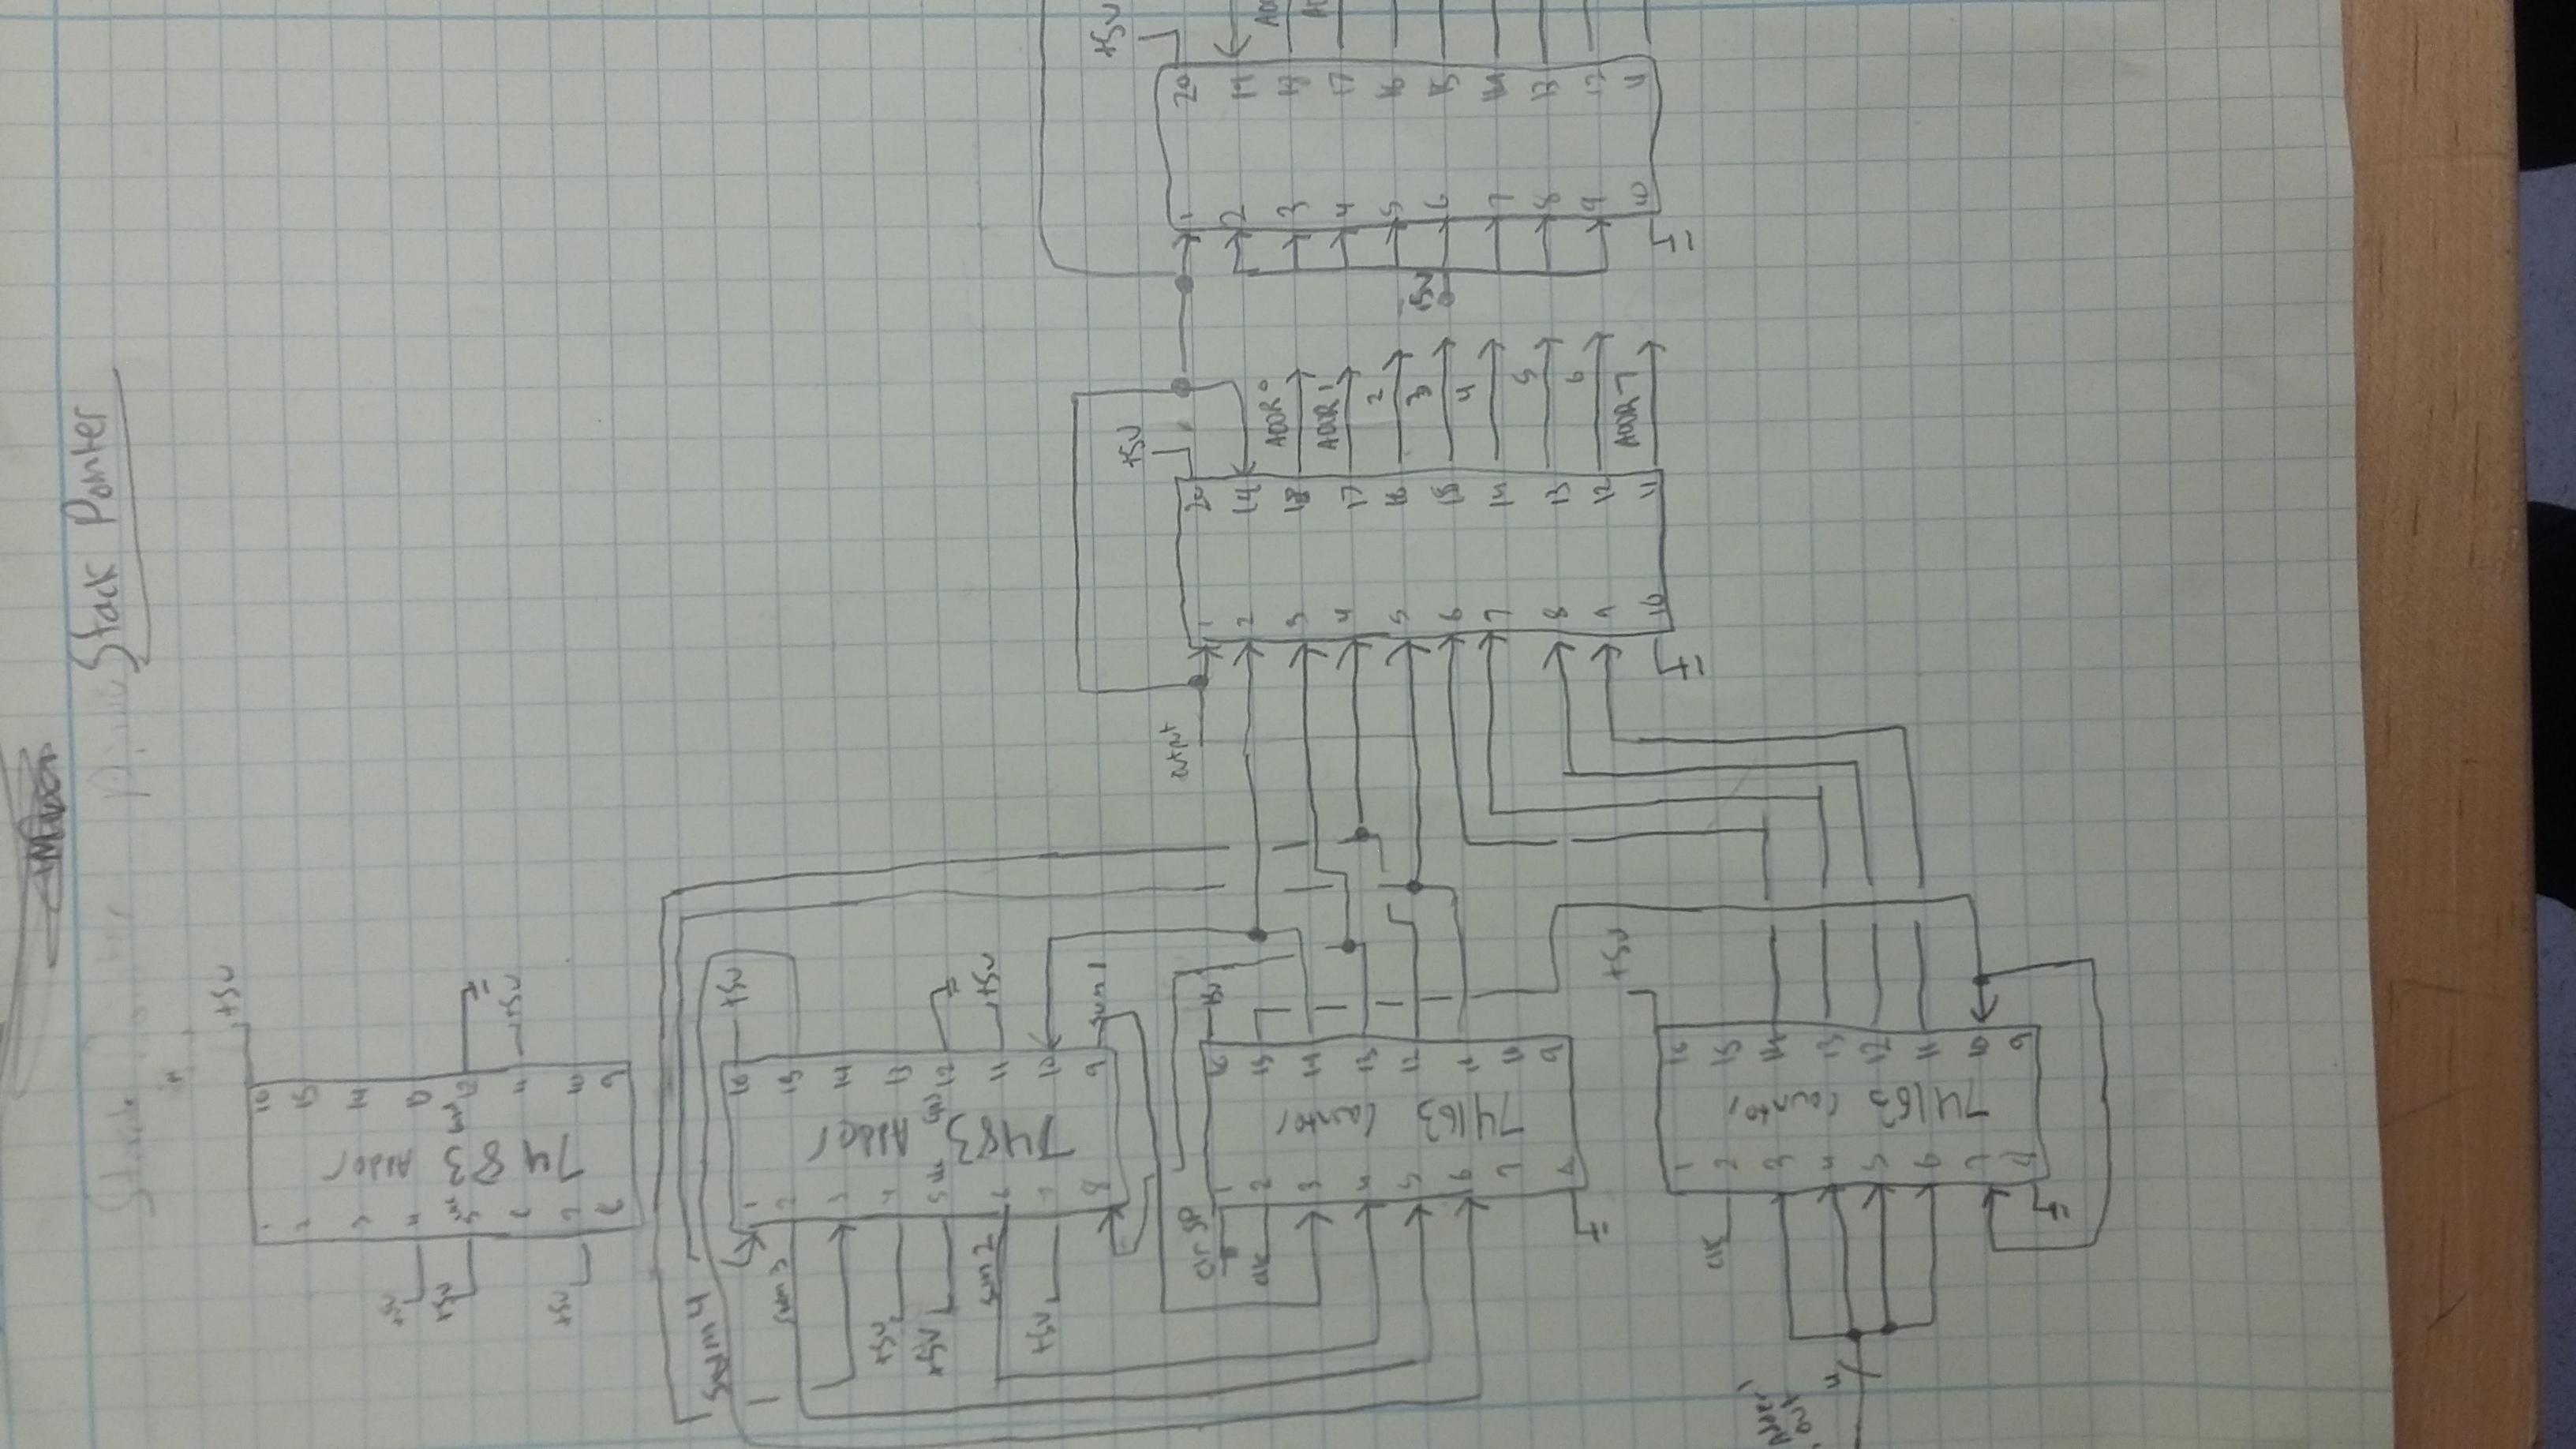 Stack Pointer
+5v
1 16
2 15
3 14
+5v
4 13
+5v
5 Vcc GND 12
6 11 +5v
+5v
7 10
8 9
7483 Adder
sum 4
1 16 +5v
sum 3
2 15
3 14
+5v
4 13
+5v
5 Vcc GND 12
sum 2
6 11 +5v
+5v
7 10
8 9 sum 1
7483 Adder
clr SP
1 16 +5v
clk 2 15
3 14
4 13
5 12
6 11
7 10
8 9
74163 Counter
+5v
1 16
clk 2 15
Adder
out
4
3 14
4 13
5 12
6 11
7 10
8 9
74163 Counter
output
+5v
1 20
2 19
ADDR 0
3 18
ADDR 1
4 17
2
5 16
3
6 15
4
7 14
5
8 13
6
9 12
ADDR 7
10 11
+5v
1 20
2 19
3 18
4 17
5 16
6 15
7 14
8 13
9 12
10 11